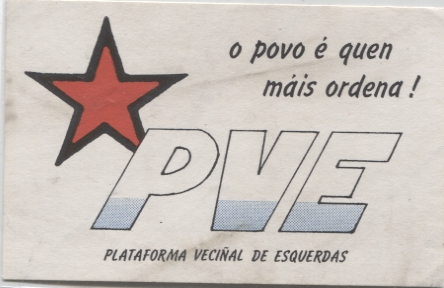 o povo é quen
máis ordena !
PVE
PLATAFORMA VECIÑAL DE ESQUERDAS